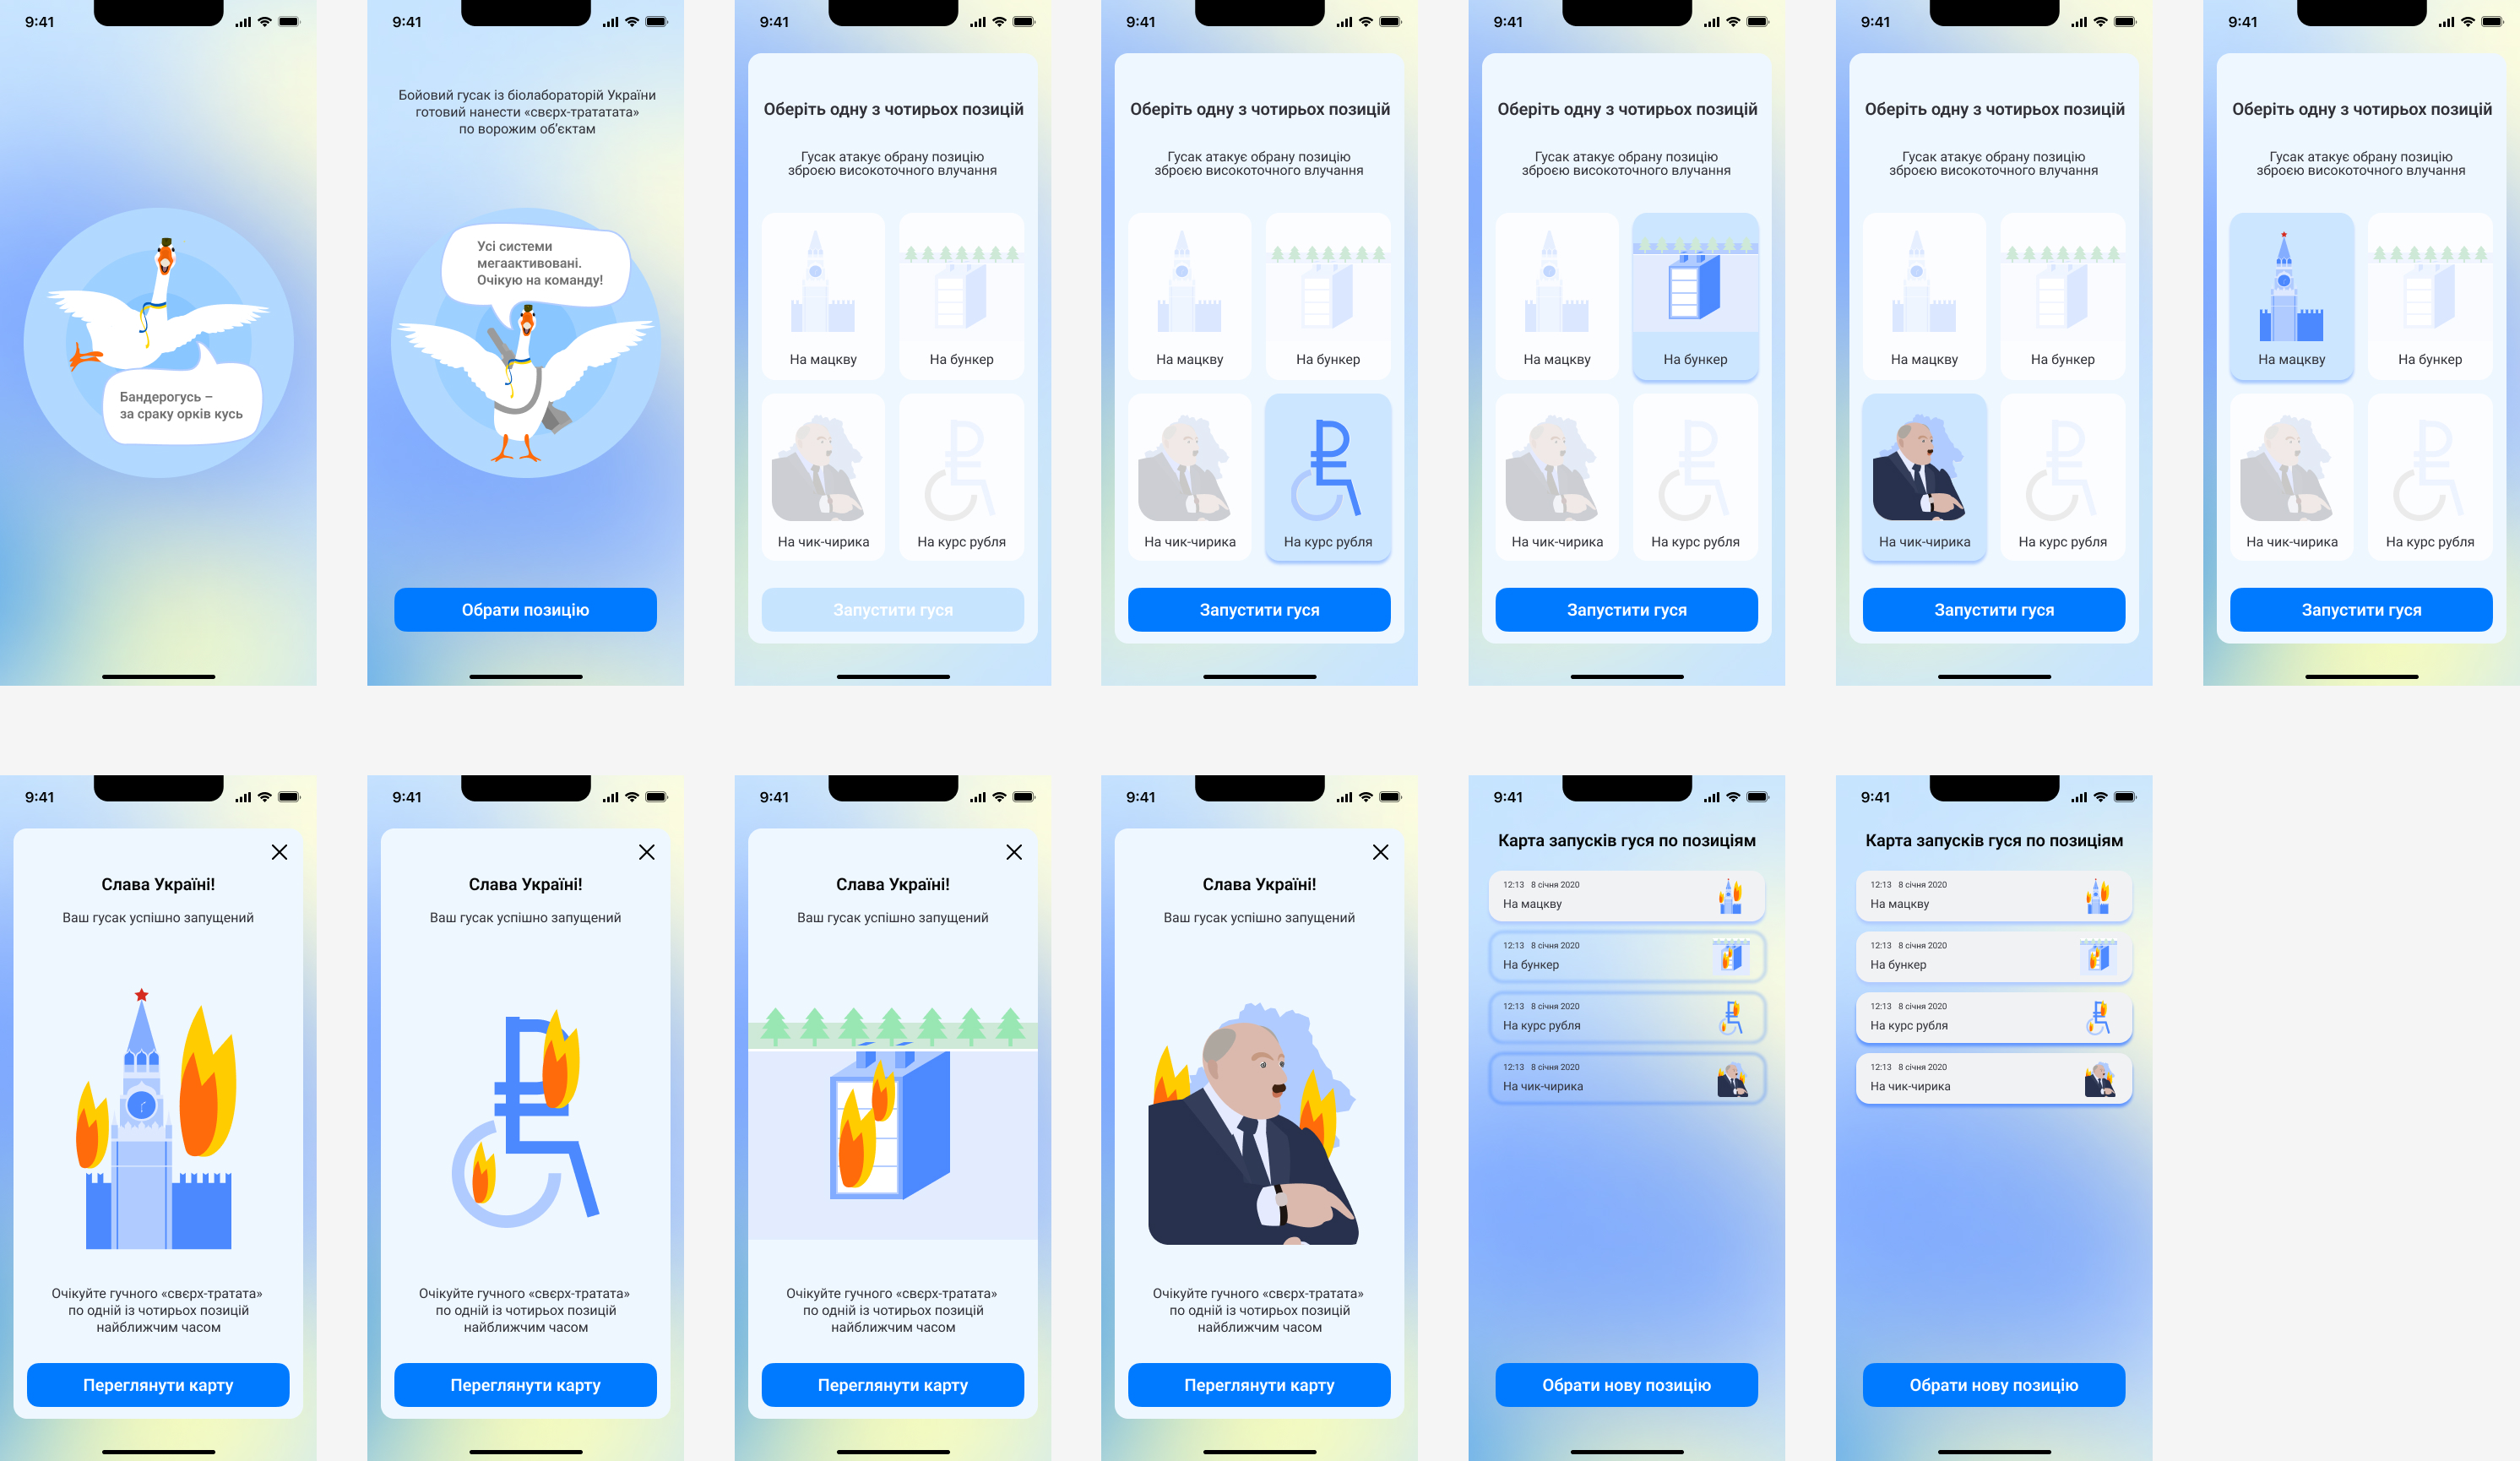 9:41
Бандерогусь –
за сраку орків кусь
9:41
Бойовий гусак із біолабораторій України
готовий нанести «свєрх-тратата»
по ворожим об’єктам
Усі системи
мегаактивовані.
Очікую на команду!
Обрати позицію
9:41
Оберіть одну з чотирьох позицій
Гусак атакує обрану позицію
зброєю високоточного влучання
На мацкву
На бункер
На чик-чирика
На курс рубля
Запустити гуся
9:41
Оберіть одну з чотирьох позицій
Гусак атакує обрану позицію
зброєю високоточного влучання
На мацкву
На бункер
На чик-чирика
На курс рубля
Запустити гуся
9:41
Оберіть одну з чотирьох позицій
Гусак атакує обрану позицію
зброєю високоточного влучання
На мацкву
На бункер
На чик-чирика
На курс рубля
Запустити гуся
9:41
Оберіть одну з чотирьох позицій
Гусак атакує обрану позицію
зброєю високоточного влучання
На мацкву
На бункер
На чик-чирика
На курс рубля
Запустити гуся
9:41
Оберіть одну з чотирьох позицій
Гусак атакує обрану позицію
зброєю високоточного влучання
На мацкву
На бункер
На чик-чирика
На курс рубля
Запустити гуся
9:41
Слава Україні!
Ваш гусак успішно запущений
Очікуйте гучного «свєрх-тратата»
по одній із чотирьох позицій
найближчим часом
Переглянути карту
9:41
Слава Україні!
Ваш гусак успішно запущений
Очікуйте гучного «свєрх-тратата»
по одній із чотирьох позицій
найближчим часом
Переглянути карту
9:41
Слава Україні!
Ваш гусак успішно запущений
Очікуйте гучного «свєрх-тратата»
по одній із чотирьох позицій
найближчим часом
Переглянути карту
9:41
Слава Україні!
Ваш гусак успішно запущений
Очікуйте гучного «свєрх-тратата»
по одній із чотирьох позицій
найближчим часом
Переглянути карту
9:41
Карта запусків гуся по позиціям
12:13 8 січня 2020
На мацкву
12:13 8 січня 2020
На бункер
12:13 8 січня 2020
На курс рубля
12:13 8 січня 2020
На чик-чирика
Обрати нову позицію
9:41
Карта запусків гуся по позиціям
12:13 8 січня 2020
На мацкву
12:13 8 січня 2020
На бункер
12:13 8 січня 2020
На курс рубля
12:13 8 січня 2020
На чик-чирика
Обрати нову позицію